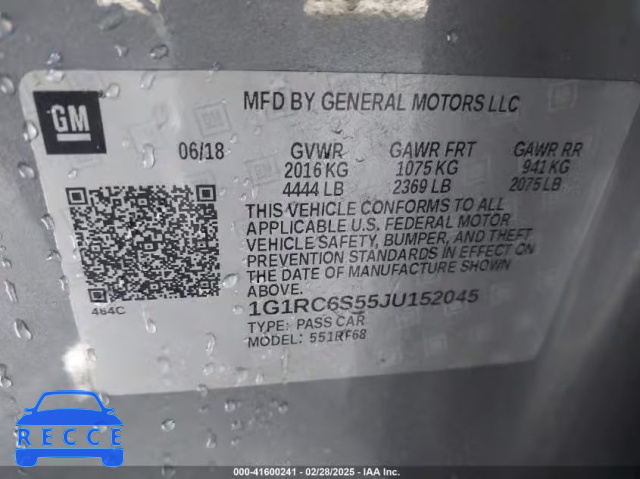 GM
MFD BY GENERAL MOTORS LLC
06/18 GVWR GAWR FRT GAWR RR
2016 KG 1075 KG 941 KG
4444 LB 2369 LB 2075 LB
THIS VEHICLE CONFORMS TO ALL
APPLICABLE U.S. FEDERAL MOTOR
VEHICLE SAFETY, BUMPER, AND THEFT
PREVENTION STANDARDS IN EFFECT ON
THE DATE OF MANUFACTURE SHOWN
ABOVE.
464C
1G1RC6S55JU152045
TYPE: PASS CAR
MODEL: 551RF68
RECCE
000-41600241 - 02/28/2025 - IAA Inc.